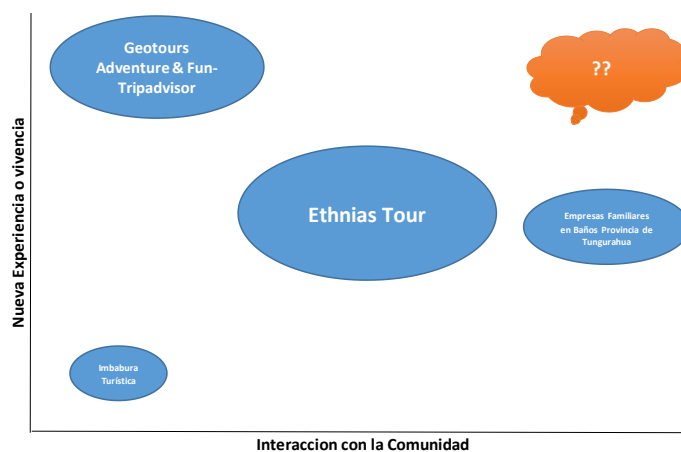 Geotours
Adventure & Fun-
Tripadvisor
??
Ethnias Tour
Empresas Familiares
en Baños Provincia de
Tungurahua
Imbabura
Turística
Nueva Experiencia o vivencia
Interaccion con la Comunidad